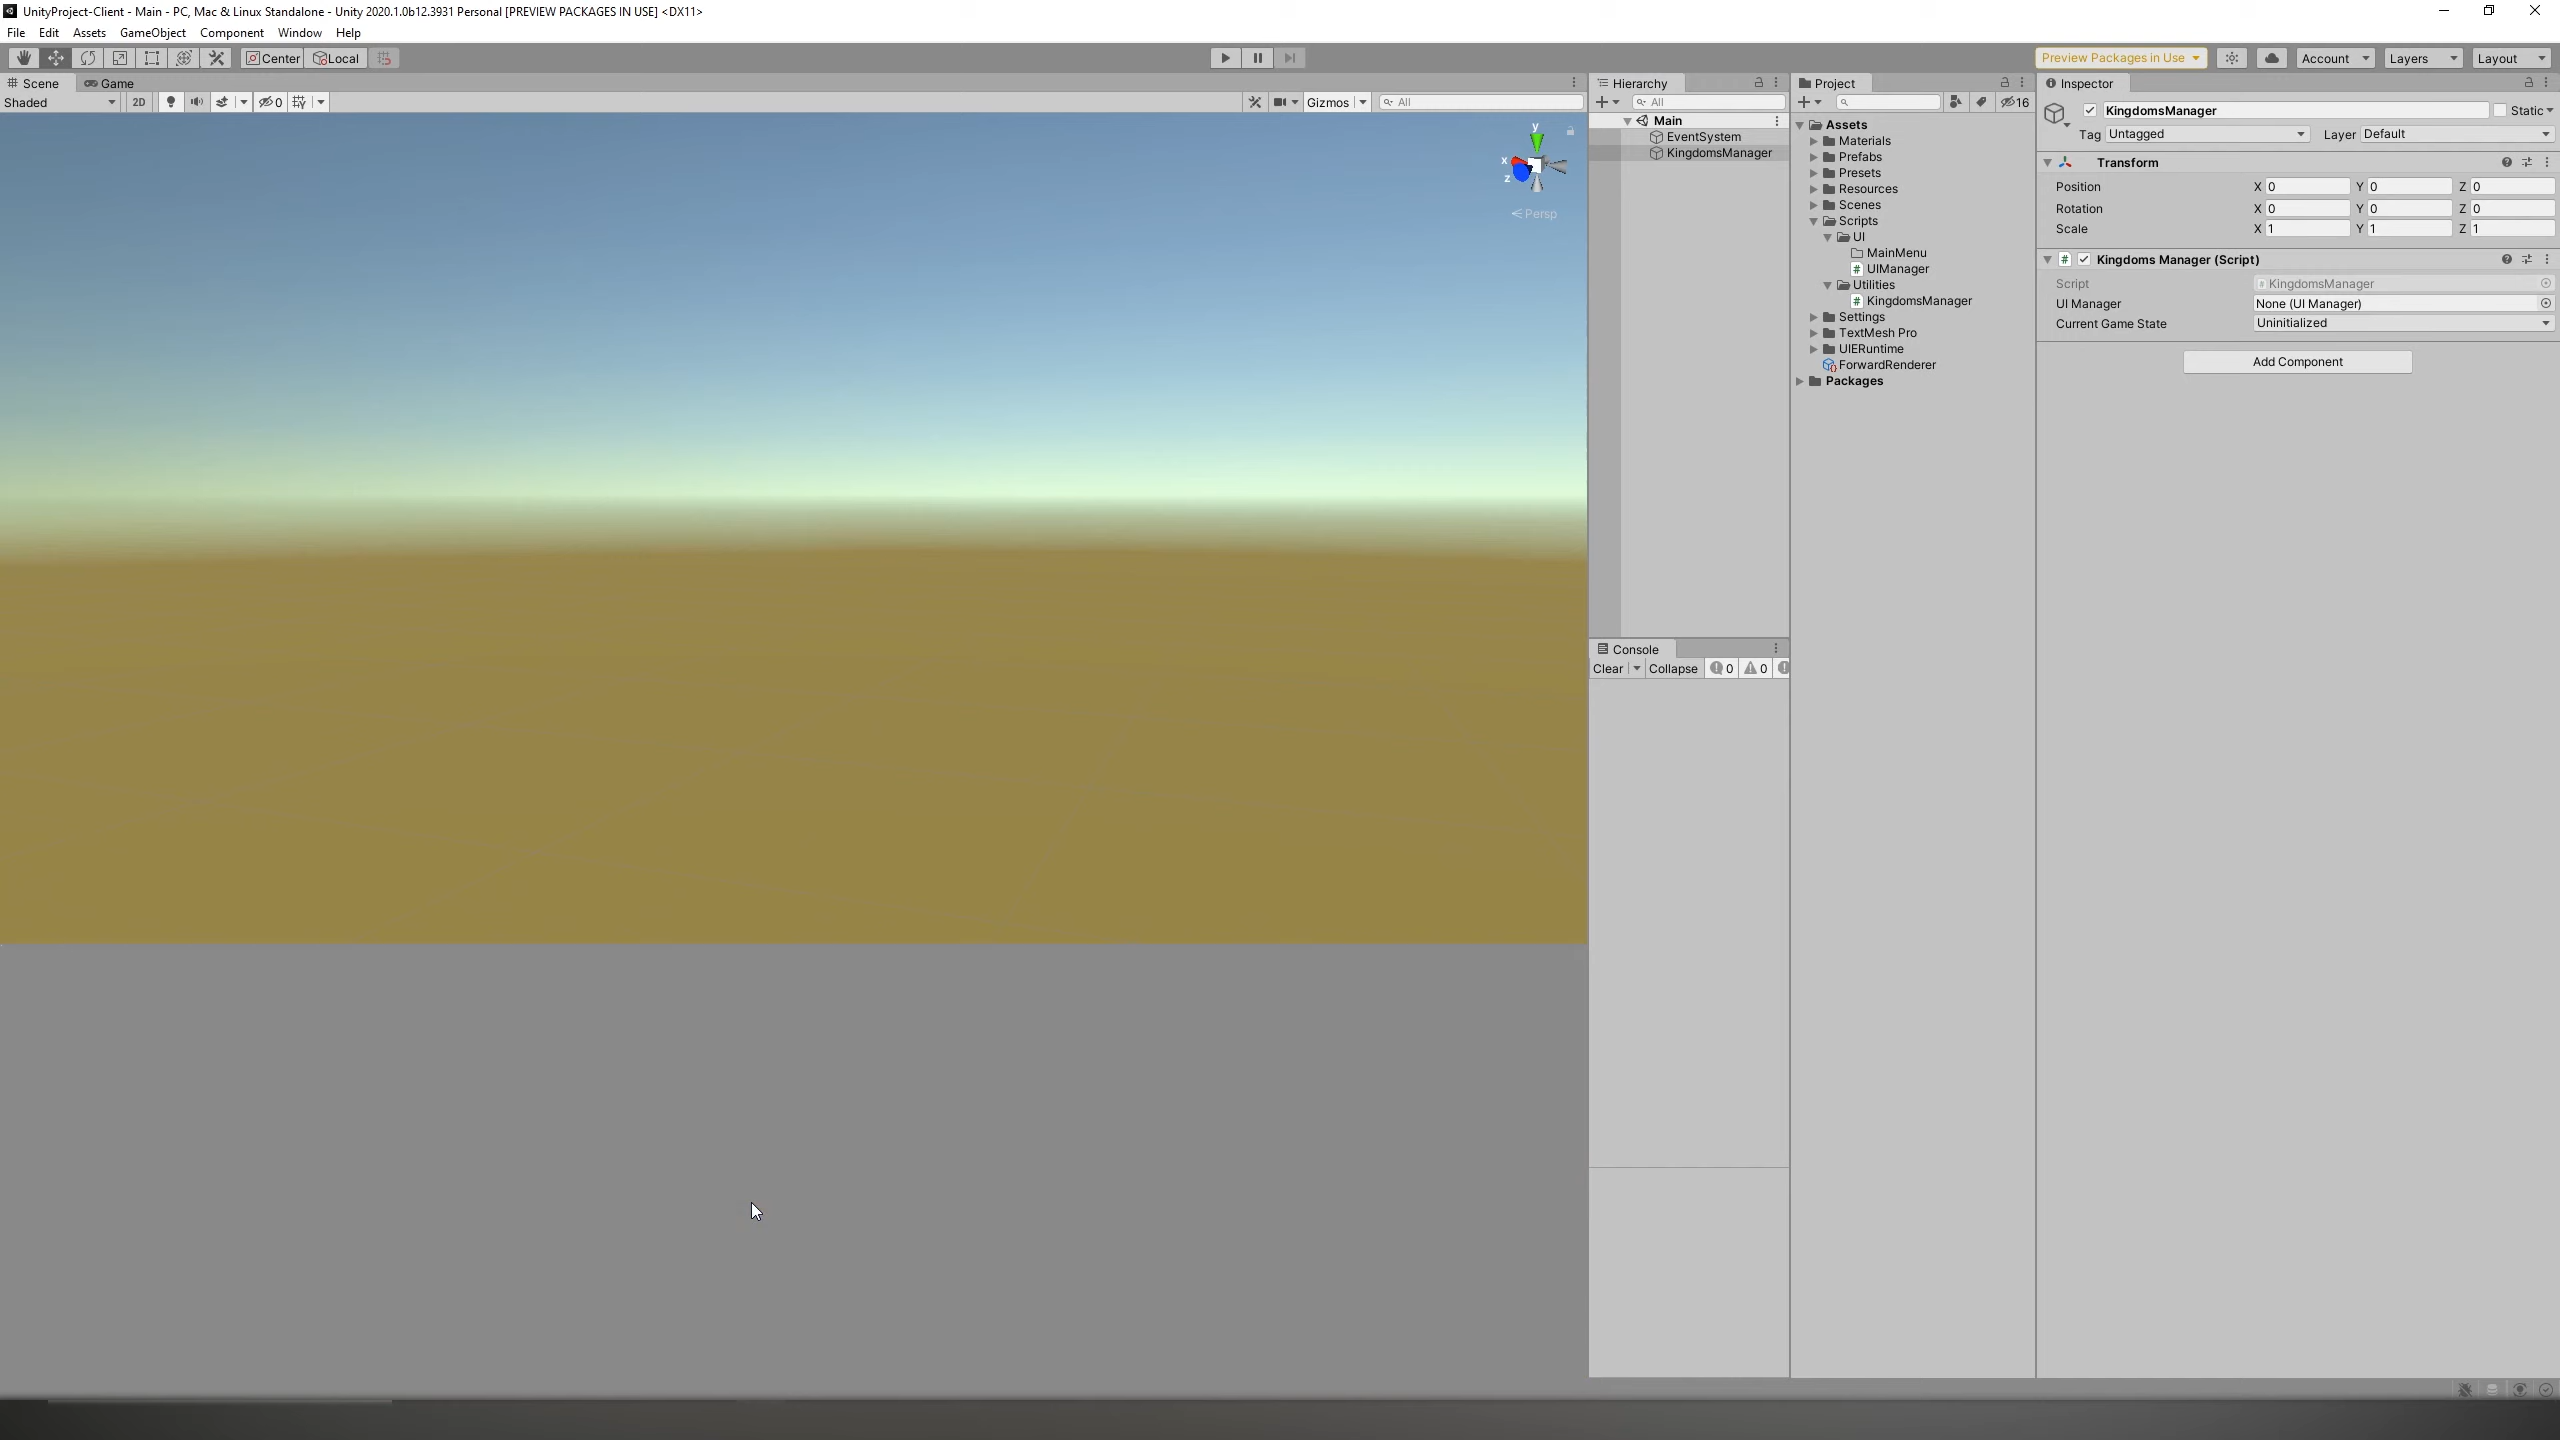 UnityProject-Client - Main - PC, Mac & Linux Standalone - Unity 2020.1.0b12.3931 Personal [PREVIEW PACKAGES IN USE] <DX11>
File Edit Assets GameObject Component Window Help
Center Local Preview Packages in Use Account Layers Layout
Scene Game
Shaded 2D 0 Gizmos All
y
x
z
Persp
Hierarchy
All
Main
EventSystem
KingdomsManager
Console
Clear Collapse 0 0
Project
16
Assets
Materials
Prefabs
Presets
Resources
Scenes
Scripts
UI
MainMenu
UIManager
Utilities
KingdomsManager
Settings
TextMesh Pro
UIERuntime
ForwardRenderer
Packages
Inspector
KingdomsManager Static
Tag Untagged Layer Default
Transform
Position X 0 Y 0 Z 0
Rotation X 0 Y 0 Z 0
Scale X 1 Y 1 Z 1
Kingdoms Manager (Script)
Script KingdomsManager
UI Manager None (UI Manager)
Current Game State Uninitialized
Add Component